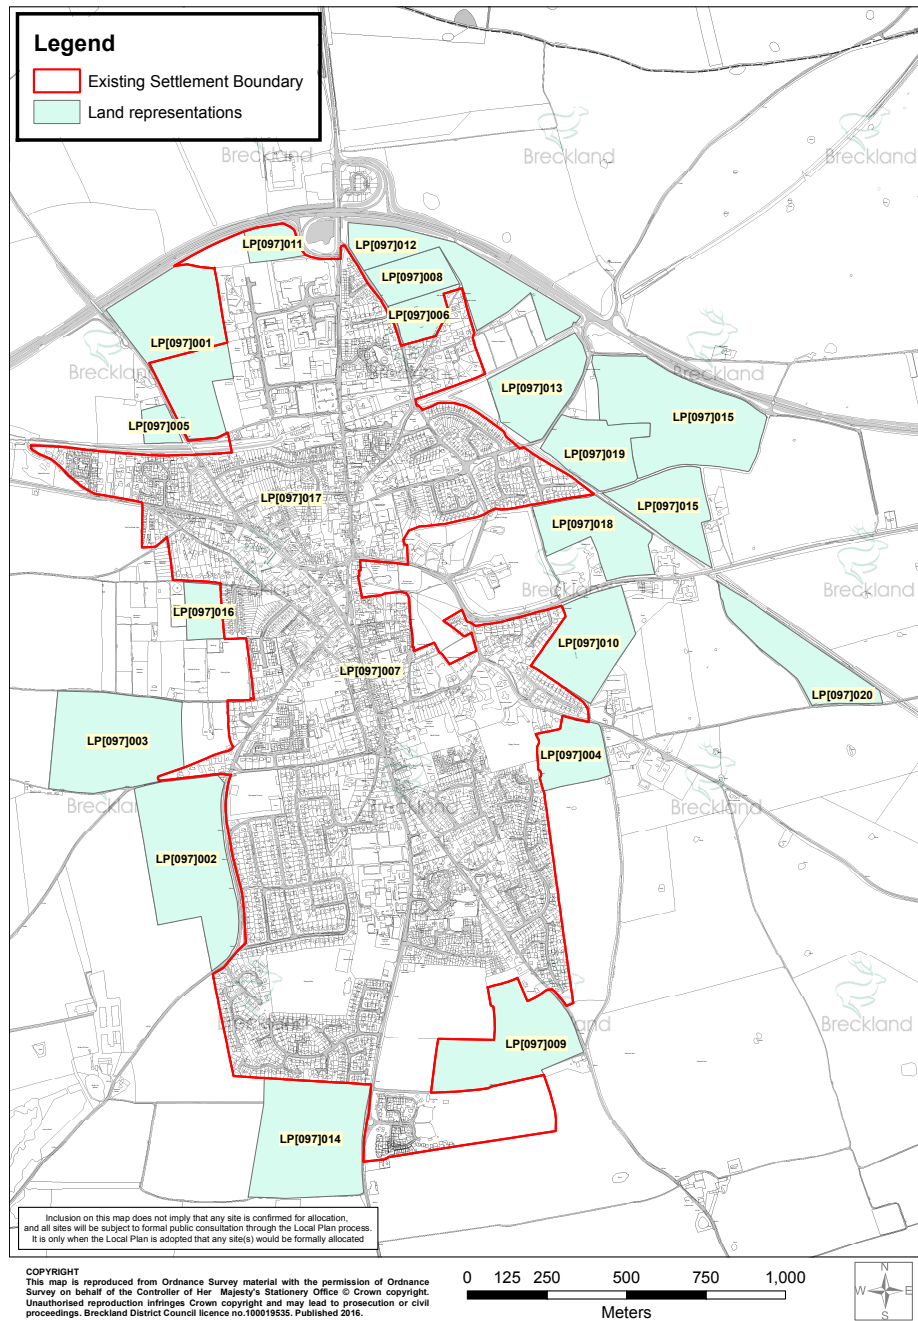 Legend
Existing Settlement Boundary
Land representations
Breckland
Breckland
Breckland
LP[097]011
LP[097]012
LP[097]008
LP[097]006
LP[097]001
Breckland
Breckland
Breckland
LP[097]013
LP[097]015
LP[097]005
LP[097]019
LP[097]017
LP[097]015
LP[097]018
Breckland
Breckland
LP[097]016
LP[097]010
LP[097]007
LP[097]020
LP[097]003
LP[097]004
Breckland
Breckland
Breckland
LP[097]002
Breckland
Breckland
LP[097]009
LP[097]014
Inclusion on this map does not imply that any site is confirmed for allocation,
and all sites will be subject to formal public consultation through the Local Plan process.
It is only when the Local Plan is adopted that any site(s) would be formally allocated
COPYRIGHT
This map is reproduced from Ordnance Survey material with the permission of Ordnance
Survey on behalf of the Controller of Her Majesty's Stationery Office © Crown copyright.
Unauthorised reproduction infringes Crown copyright and may lead to prosecution or civil
proceedings. Breckland District Council licence no.100019535. Published 2016.
0 125 250 500 750 1,000
Meters
N
W E
S